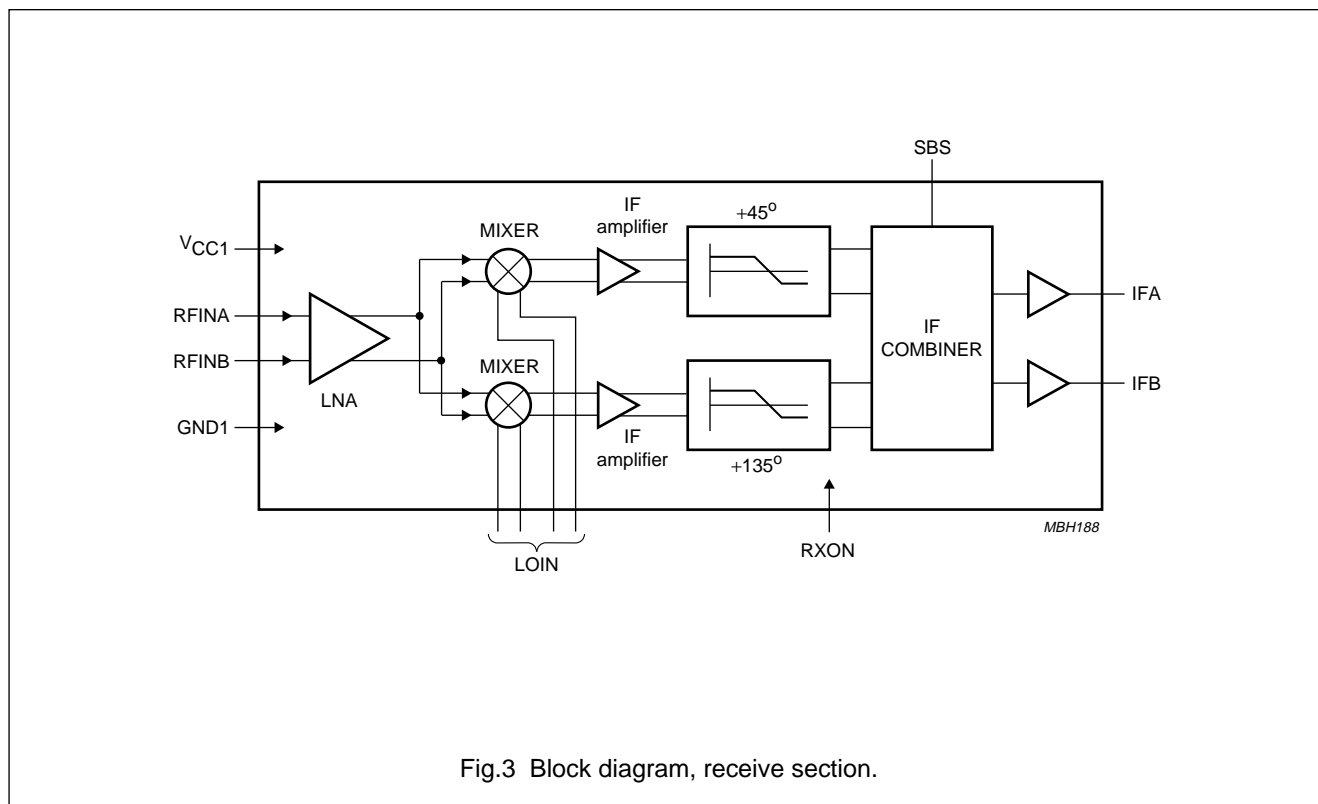 SBS
IF
amplifier
+45°
MIXER
VCC1
RFINA
RFINB
LNA
GND1
MIXER
IF
amplifier
+135°
IF
COMBINER
IFA
IFB
LOIN
RXON
MBH188
Fig.3 Block diagram, receive section.